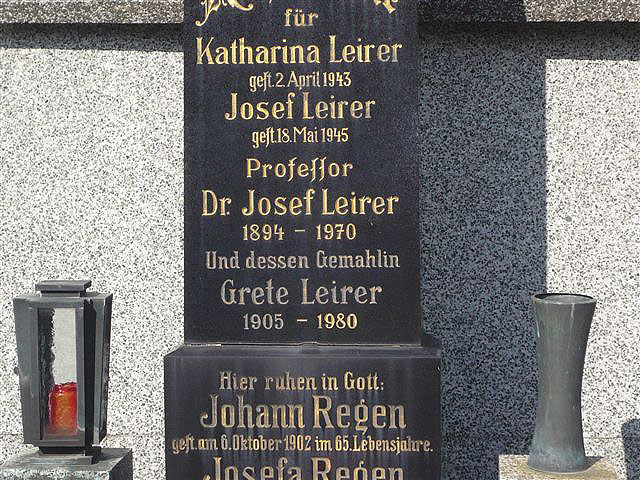 für
Katharina Leirer
gest. 2. April 1943
Josef Leirer
gest. 18. Mai 1945
Professor
Dr. Josef Leirer
1894 – 1970
Und dessen Gemahlin
Grete Leirer
1905 – 1980
Hier ruhen in Gott:
Johann Regen
gest. am 6. Oktober 1902 im 65. Lebensjahre.
Josefa Regen